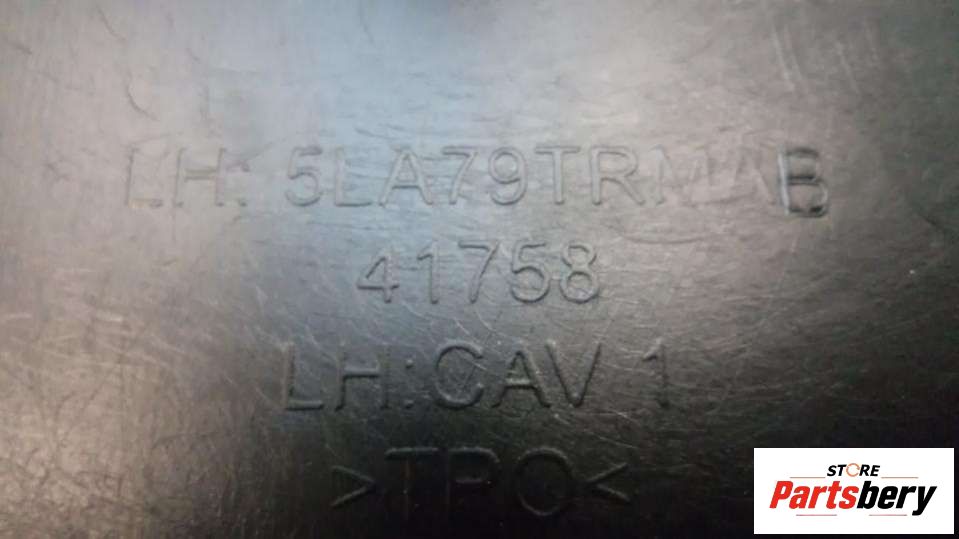 LH: 5LA79TRMAB
41758
LH:CAV 1
>TPO<
STORE
Partsbery